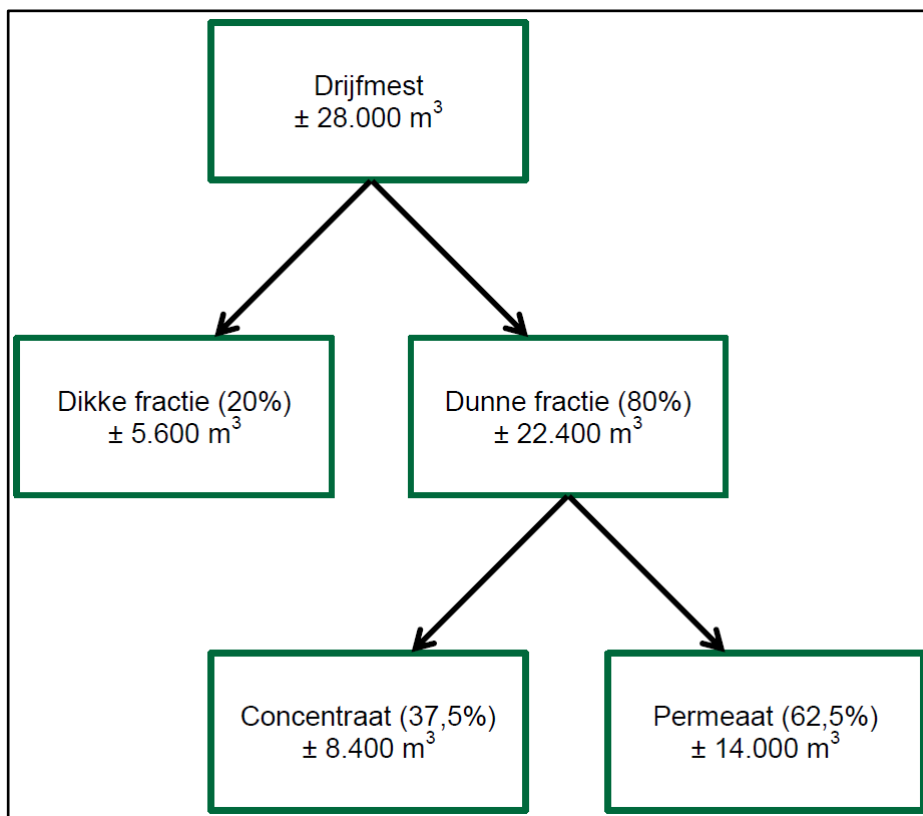 Drijfmest
± 28.000 m³
Dikke fractie (20%)
± 5.600 m³
Dunne fractie (80%)
± 22.400 m³
Concentraat (37,5%)
± 8.400 m³
Permeaat (62,5%)
± 14.000 m³